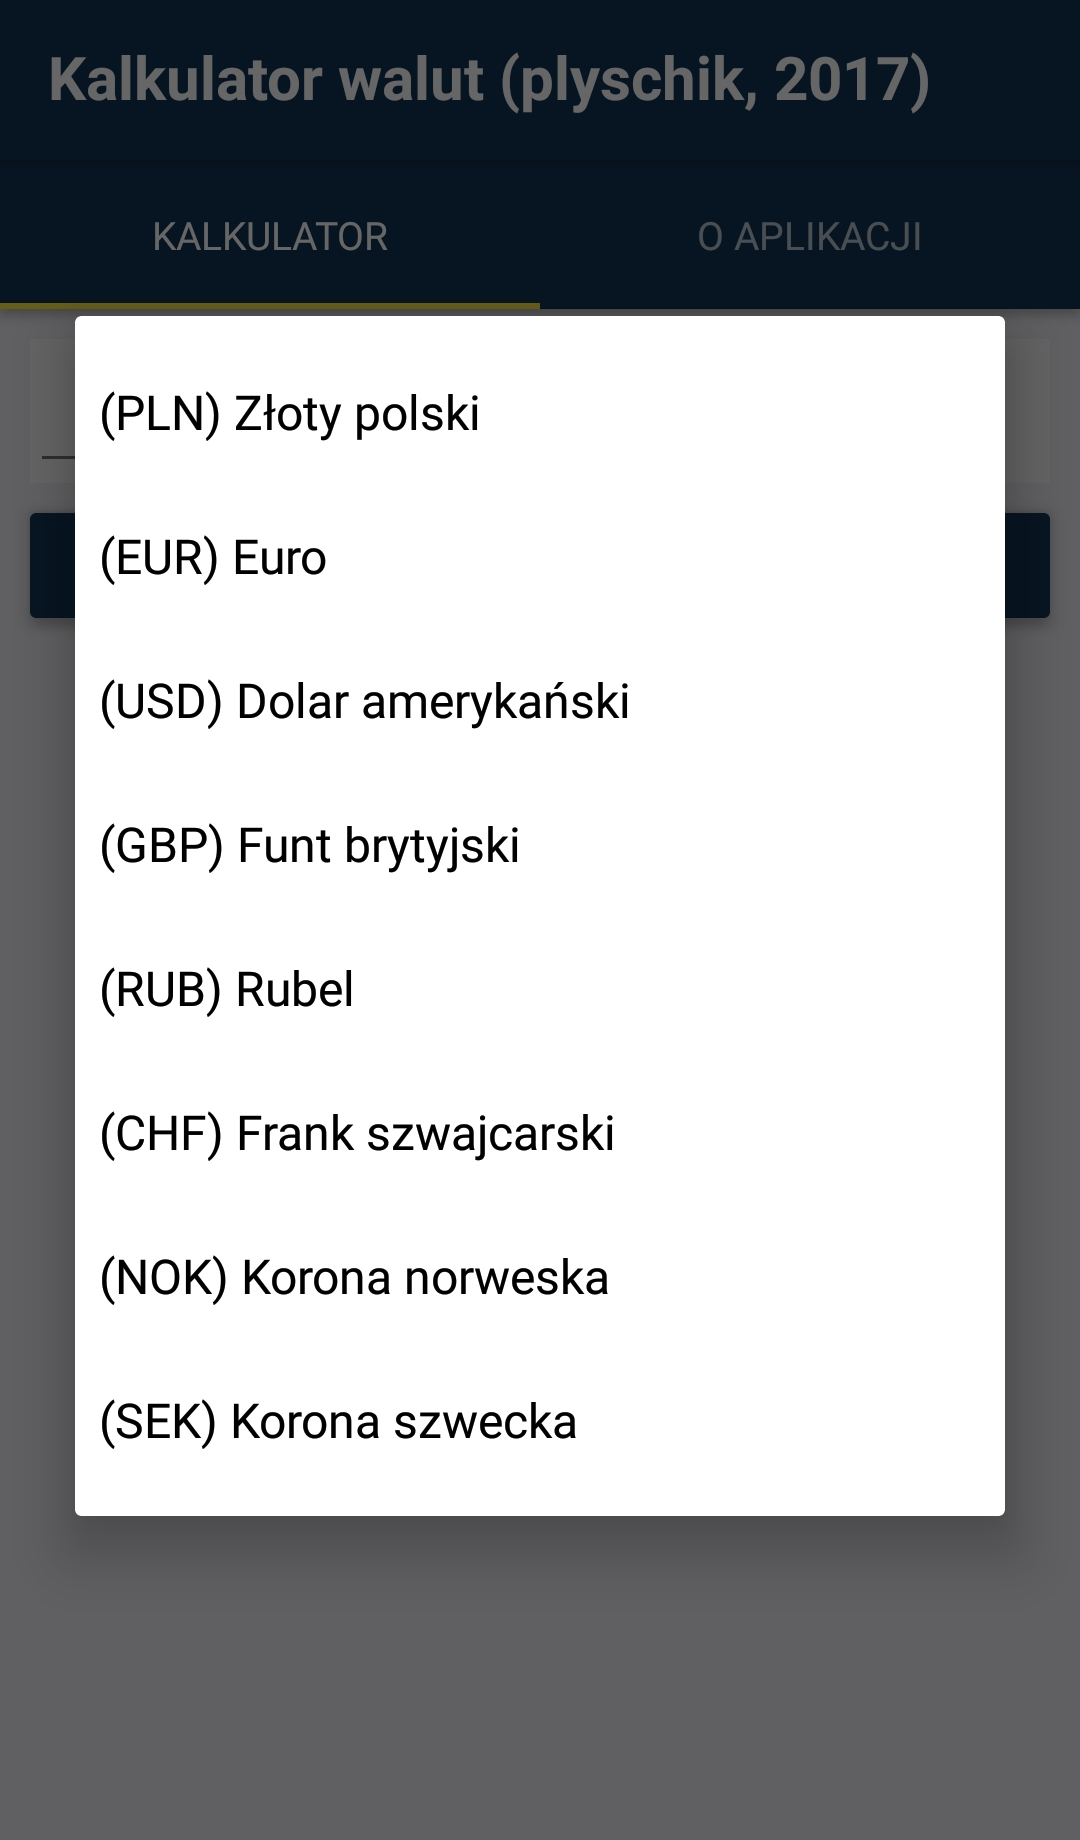 Kalkulator walut (plyschik, 2017)
KALKULATOR
O APLIKACJI
(PLN) Złoty polski
(EUR) Euro
(USD) Dolar amerykański
(GBP) Funt brytyjski
(RUB) Rubel
(CHF) Frank szwajcarski
(NOK) Korona norweska
(SEK) Korona szwecka